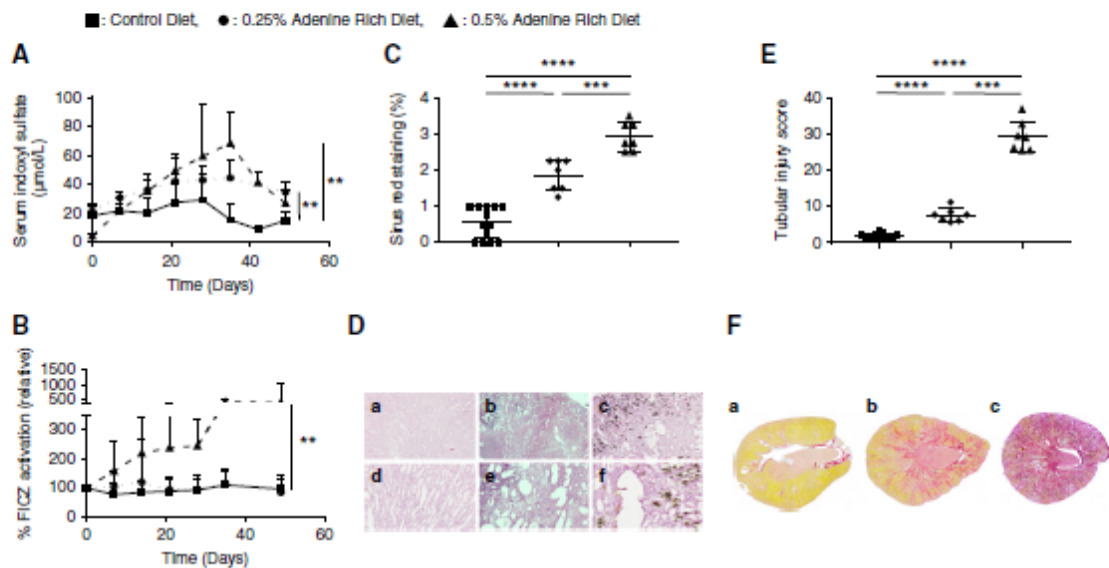 ■: Control Diet, ●: 0.25% Adenine Rich Diet, ▲: 0.5% Adenine Rich Diet
A
Serum indoxyl sulfate
(µmol/L)
100
80
60
40
20
0
**
**
0 20 40 60
Time (Days)
C
****
**** ***
Sirus red staining (%)
4
3
2
1
0
E
****
**** ***
Tubular injury score
40
30
20
10
0
B
% FICZ activation (relative)
1500
1000
500
300
200
100
0
**
0 20 40 60
Time (Days)
D
a b c
d e f
F
a b c